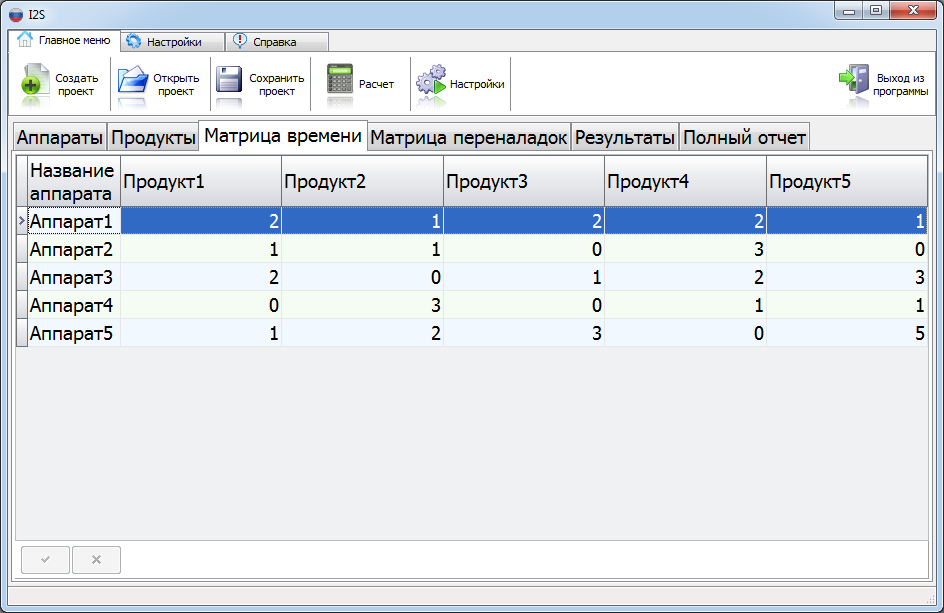 I2S
Главное меню Настройки Справка
Создать проект Открыть проект Сохранить проект Расчет Настройки Выход из программы
Аппараты Продукты Матрица времени Матрица переналадок Результаты Полный отчет
Название аппарата Продукт1 Продукт2 Продукт3 Продукт4 Продукт5
Аппарат1 2 1 2 2 1
Аппарат2 1 1 0 3 0
Аппарат3 2 0 1 2 3
Аппарат4 0 3 0 1 1
Аппарат5 1 2 3 0 5